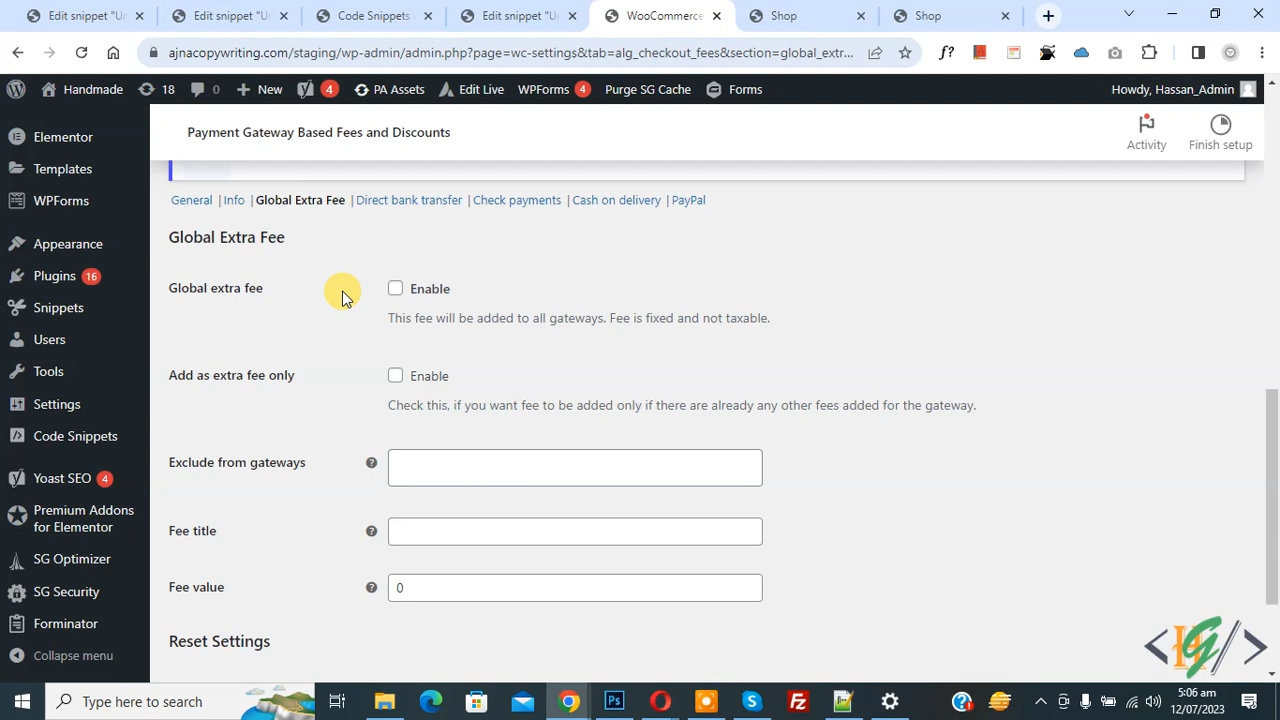 Edit snippet "Ur
Edit snippet "Ur
Code Snippets
Edit snippet "Ur
WooCommerce
Shop
Shop
ajnacopywriting.com/staging/wp-admin/admin.php?page=wc-settings&tab=alg_checkout_fees&section=global_extr...
Handmade
18
0
New
4
PA Assets
Edit Live
WPForms 4
Purge SG Cache
Forms
Howdy, Hassan_Admin
Elementor
Templates
WPForms
Appearance
Plugins 16
Snippets
Users
Tools
Settings
Code Snippets
Yoast SEO 4
Premium Addons
for Elementor
SG Optimizer
SG Security
Forminator
Collapse menu
Payment Gateway Based Fees and Discounts
Activity
Finish setup
General | Info | Global Extra Fee | Direct bank transfer | Check payments | Cash on delivery | PayPal
Global Extra Fee
Global extra fee
Enable
This fee will be added to all gateways. Fee is fixed and not taxable.
Add as extra fee only
Enable
Check this, if you want fee to be added only if there are already any other fees added for the gateway.
Exclude from gateways
Fee title
Fee value
0
Reset Settings
<HG/>
Type here to search
5:06 am
12/07/2023